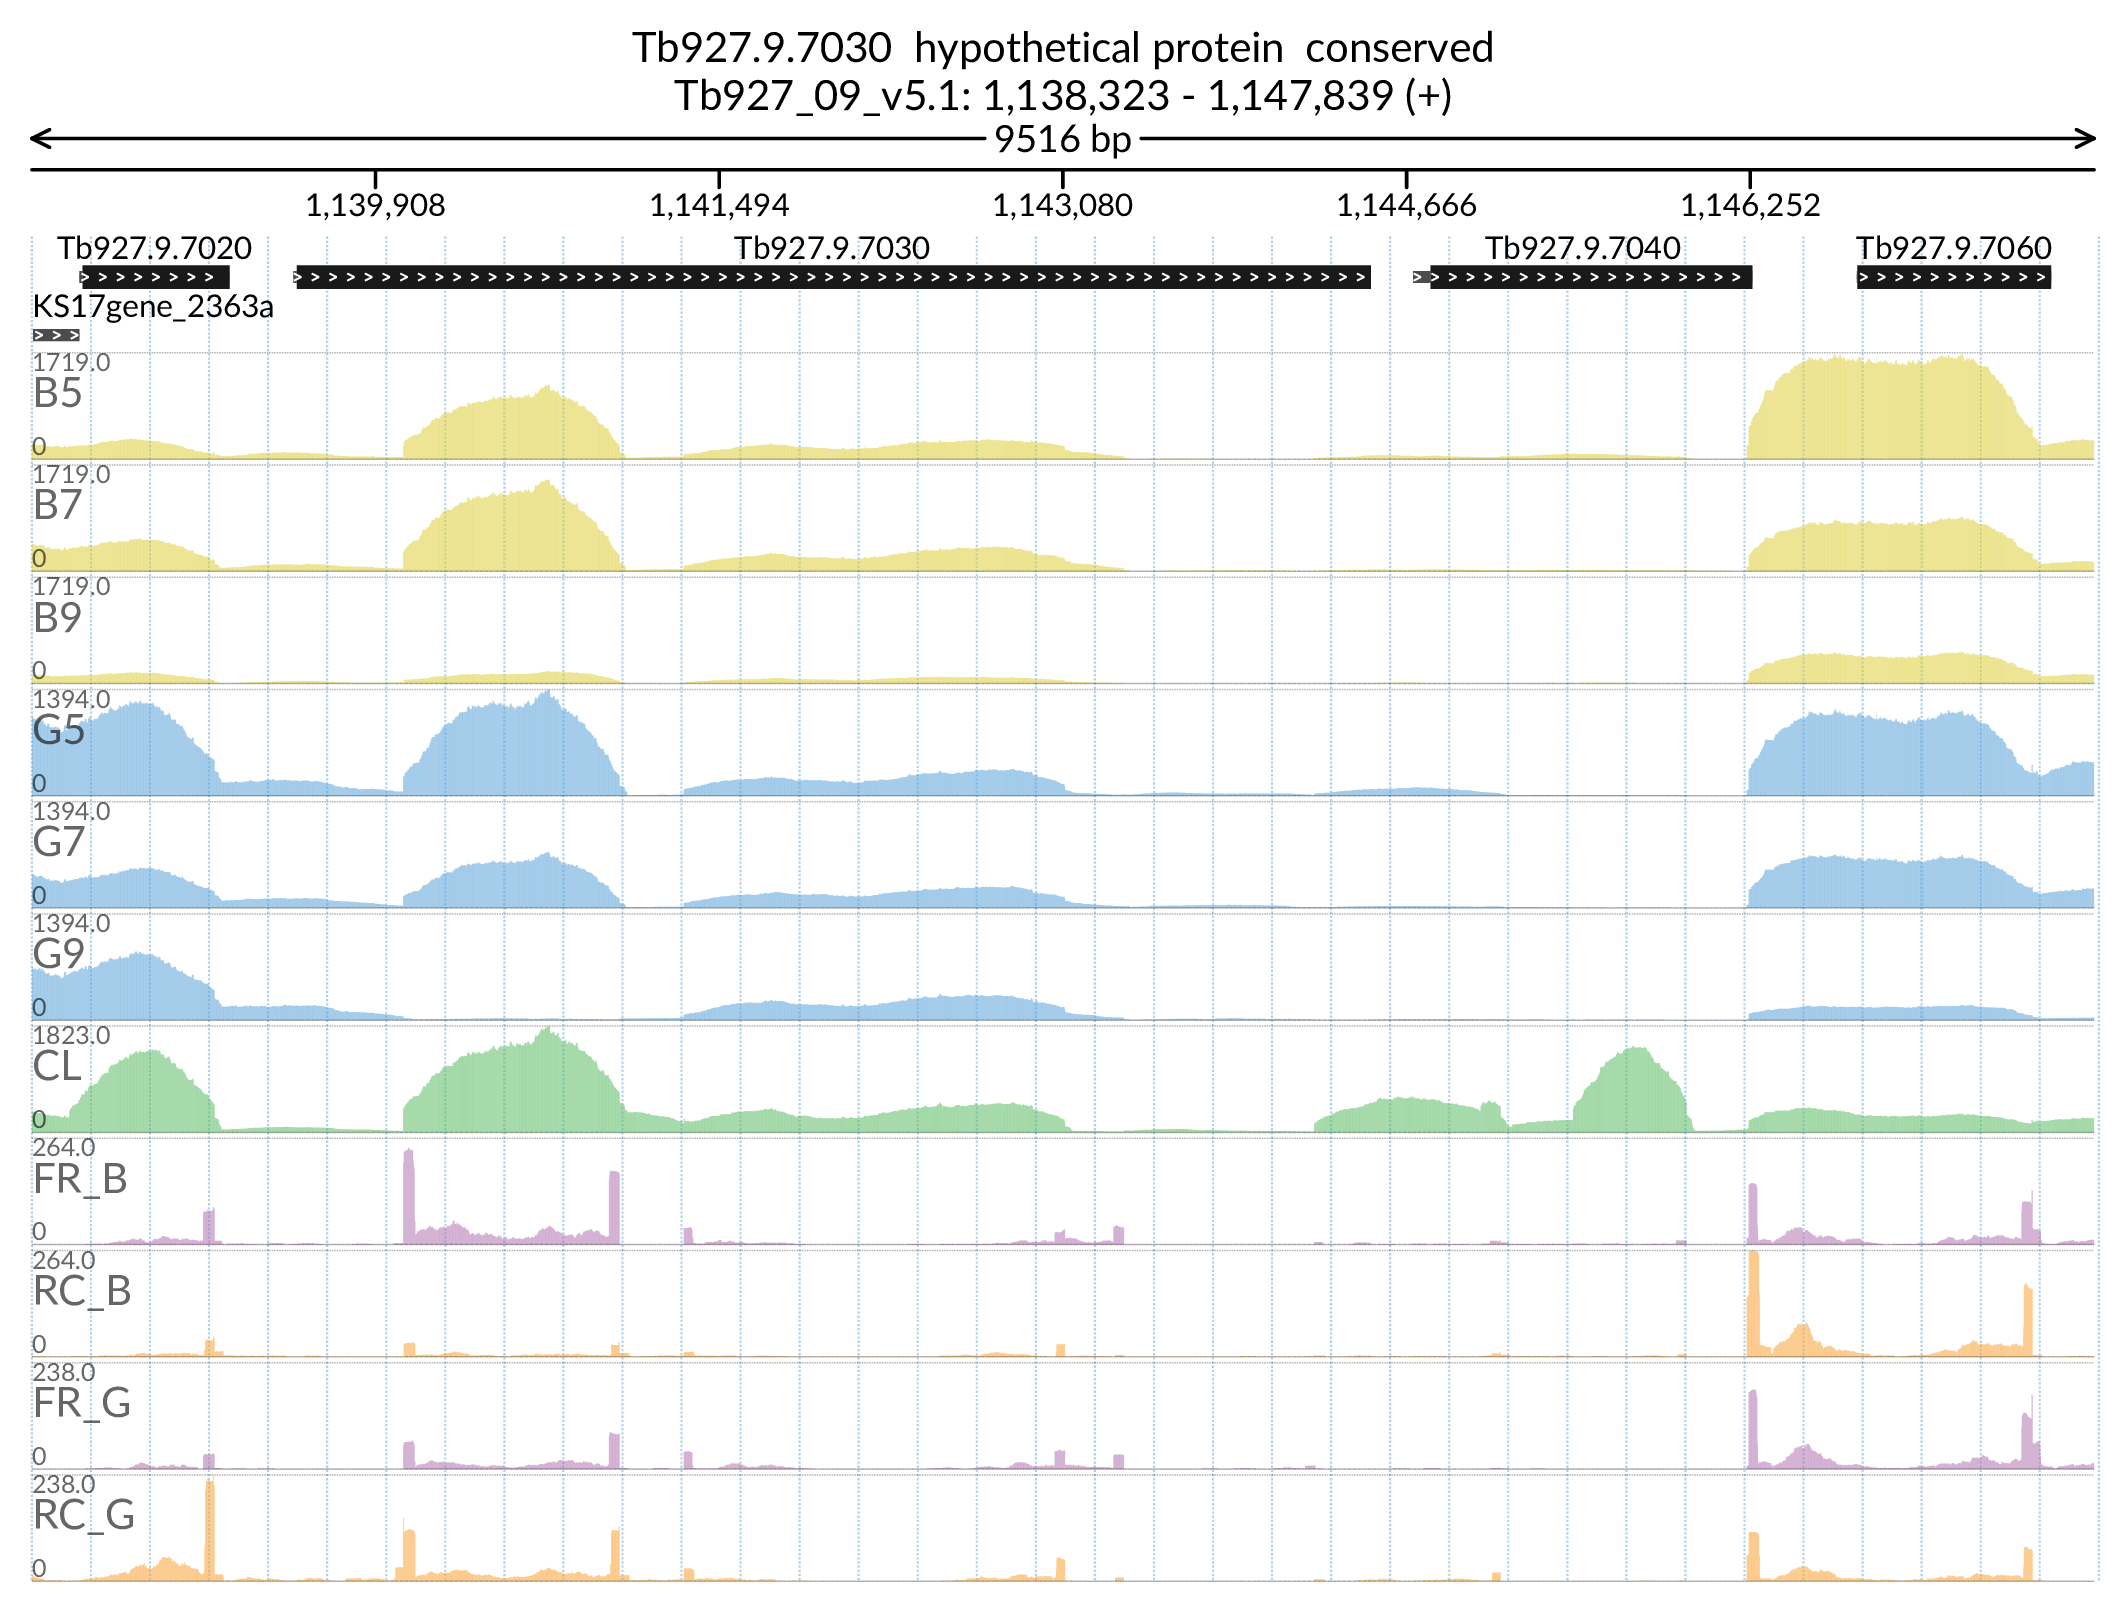 Tb927.9.7030 hypothetical protein conserved
Tb927_09_v5.1: 1,138,323 - 1,147,839 (+)
9516 bp
1,139,908 1,141,494 1,143,080 1,144,666 1,146,252
Tb927.9.7020 Tb927.9.7030 Tb927.9.7040 Tb927.9.7060
KS17gene_2363a
1719.0
B5
0
1719.0
B7
0
1719.0
B9
0
1394.0
G5
0
1394.0
G7
0
1394.0
G9
0
1823.0
CL
0
264.0
FR_B
0
264.0
RC_B
0
238.0
FR_G
0
238.0
RC_G
0